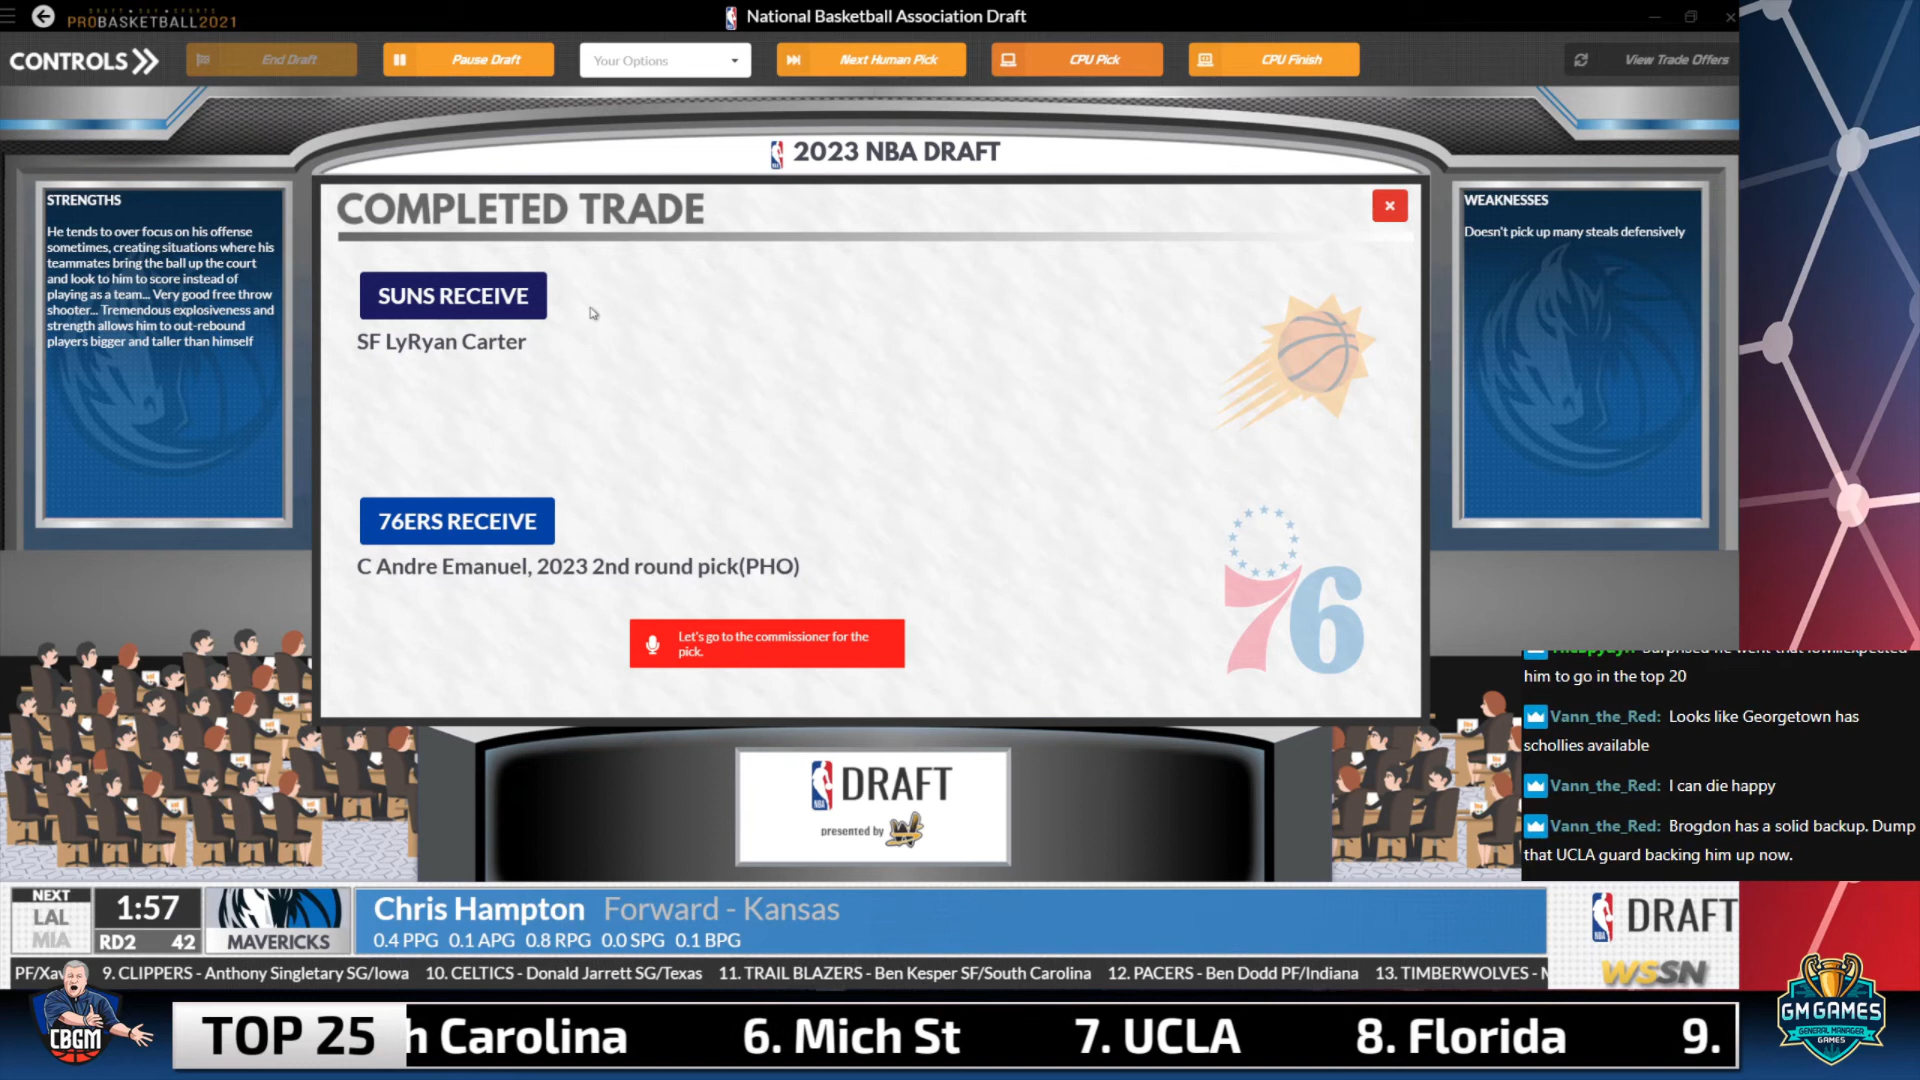 DRAFT DAY SPORTS
PROBASKETBALL2021
National Basketball Association Draft
CONTROLS
End Draft
Pause Draft
Your Options
Next Human Pick
CPU Pick
CPU Finish
View Trade Offers
2023 NBA DRAFT
STRENGTHS
He tends to over focus on his offense
sometimes, creating situations where his
teammates bring the ball up the court
and look to him to score instead of
playing as a team... Very good free throw
shooter... Tremendous explosiveness and
strength allows him to out-rebound
players bigger and taller than himself
COMPLETED TRADE
SUNS RECEIVE
SF LyRyan Carter
76ERS RECEIVE
C Andre Emanuel, 2023 2nd round pick(PHO)
76
Let's go to the commissioner for the
pick.
WEAKNESSES
Doesn't pick up many steals defensively
him to go in the top 20
Vann_the_Red: Looks like Georgetown has
schollies available
Vann_the_Red: I can die happy
Vann_the_Red: Brogdon has a solid backup. Dump
that UCLA guard backing him up now.
NBA DRAFT
presented by W
NEXT
LAL
MIA
1:57
RD2 42
MAVERICKS
Chris Hampton Forward - Kansas
0.4 PPG 0.1 APG 0.8 RPG 0.0 SPG 0.1 BPG
NBA DRAFT
WSSN
PF/Xav 9. CLIPPERS - Anthony Singletary SG/Iowa 10. CELTICS - Donald Jarrett SG/Texas 11. TRAIL BLAZERS - Ben Kesper SF/South Carolina 12. PACERS - Ben Dodd PF/Indiana 13. TIMBERWOLVES -
CBGM
TOP 25 h Carolina 6. Mich St 7. UCLA 8. Florida 9.
GM GAMES
GENERAL MANAGER
GAMES